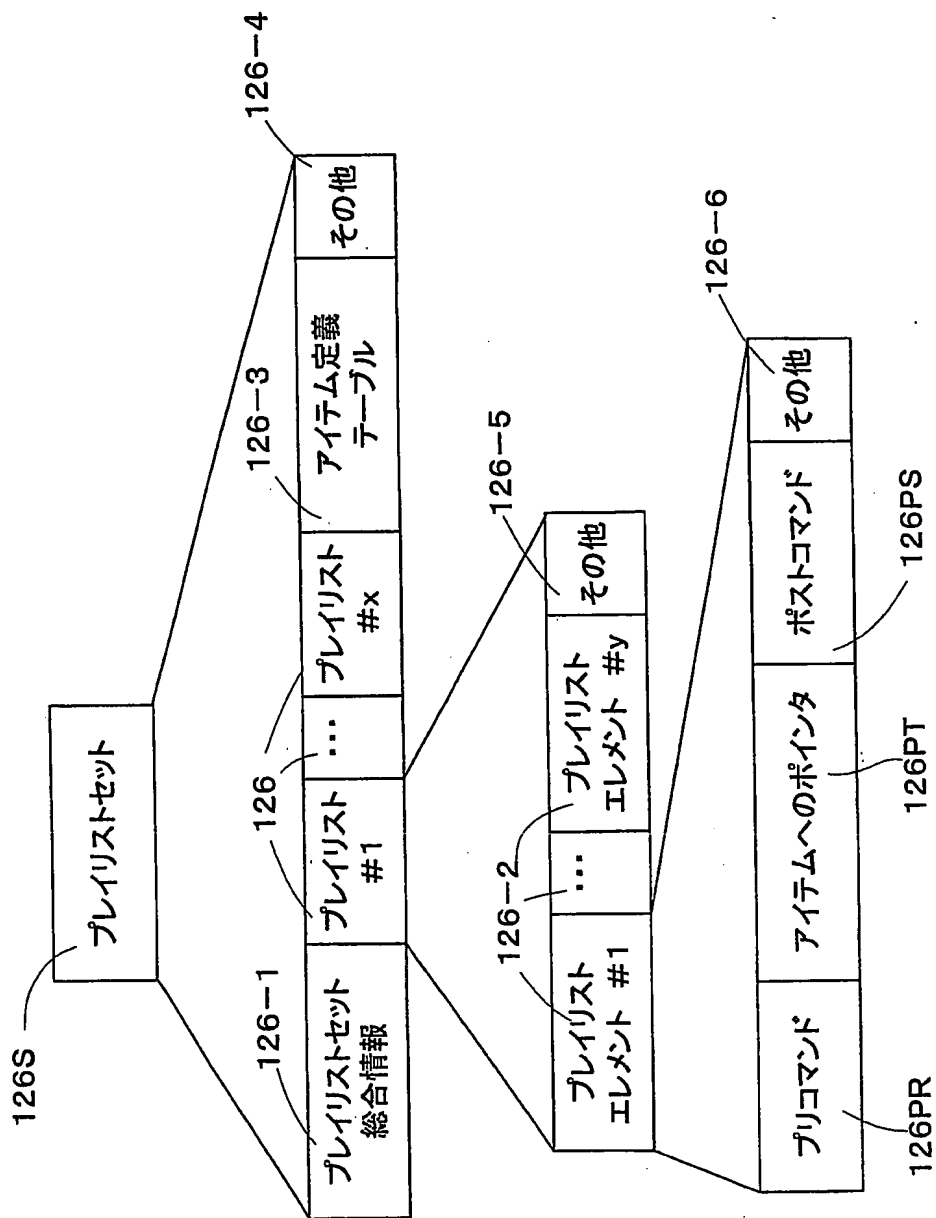 126S
プレイリストセット
126-1
126
126-3
126-4
プレイリストセット
総合情報
プレイリスト
#1
...
プレイリスト
#x
アイテム定義
テーブル
その他
126-2
126-5
プレイリスト
エレメント #1
...
プレイリスト
エレメント #y
その他
126-6
プリコマンド
アイテムへのポインタ
ポストコマンド
その他
126PR
126PT
126PS